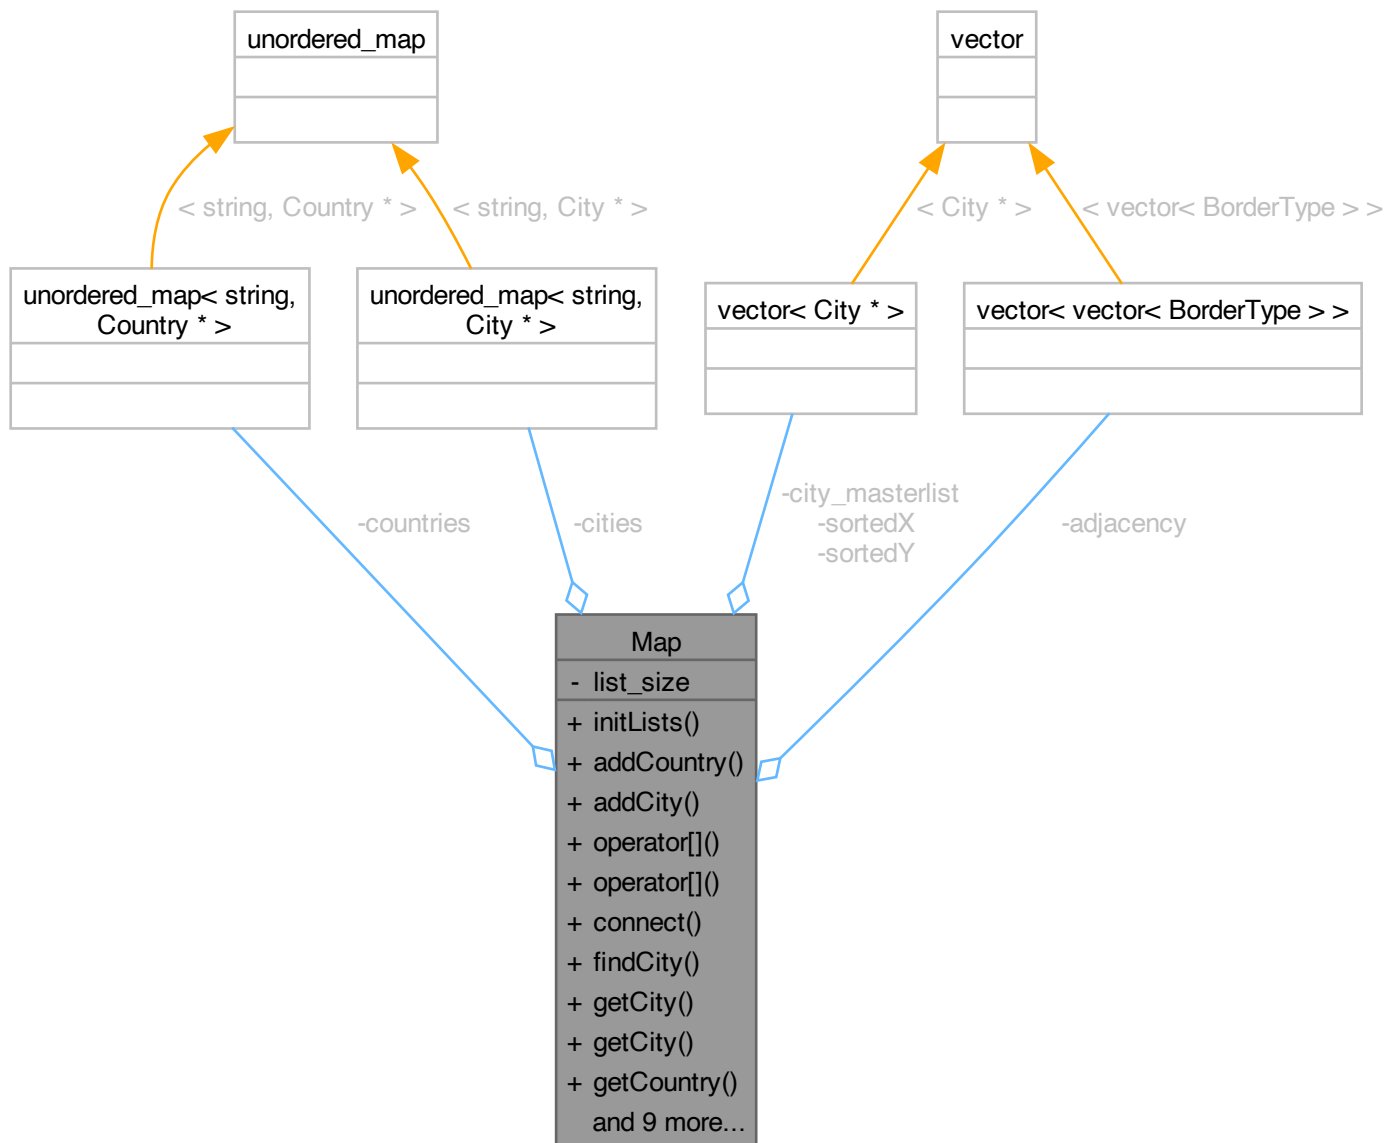 unordered_map
vector
< string, Country * >
< string, City * >
< City * >
< vector< BorderType > >
unordered_map< string,
Country * >
unordered_map< string,
City * >
vector< City * >
vector< vector< BorderType > >
-countries
-cities
-city_masterlist
-sortedX
-sortedY
-adjacency
Map
- list_size
+ initLists()
+ addCountry()
+ addCity()
+ operator[]()
+ operator[]()
+ connect()
+ findCity()
+ getCity()
+ getCity()
+ getCountry()
and 9 more...